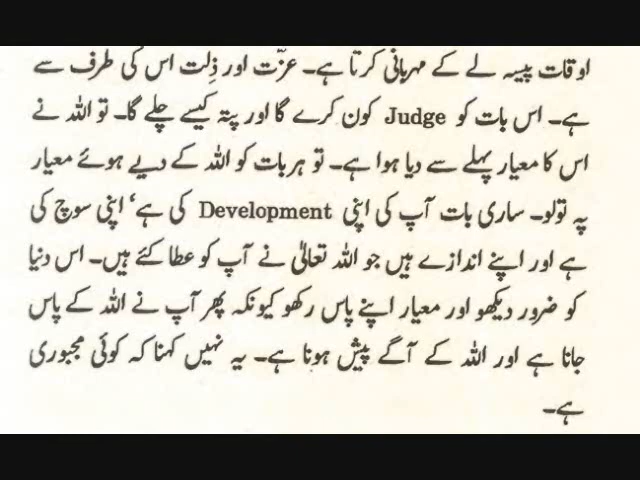 اوقات پیسہ لے کے مہربانی کرتا ہے۔ عزّت اور ذِلت اس کی طرف سے
ہے۔ اس بات کو Judge کون کرے گا اور پتہ کیسے چلے گا۔ تو اللہ نے
اس کا معیار پہلے سے دیا ہوا ہے۔ تو ہر بات کو اللہ کے دیے ہوئے معیار
پہ تولو۔ ساری بات آپ کی اپنی Development کی ہے‘ اپنی سوچ کی
ہے اور اپنے اندازے ہیں جو اللہ تعالیٰ نے آپ کو عطا کئے ہیں۔ اس دنیا
کو ضرور دیکھو اور معیار اپنے پاس رکھو کیونکہ پھر آپ نے اللہ کے پاس
جانا ہے اور اللہ کے آگے پیش ہونا ہے۔ یہ نہیں کہنا کہ کوئی مجبوری
ہے۔